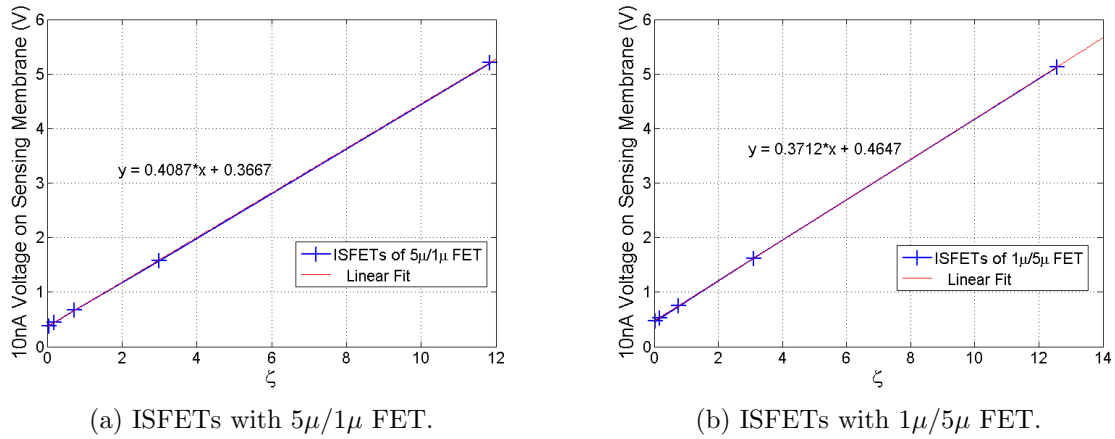 10nA Voltage on Sensing Membrane (V)
6
5
4
3
2
1
0
y = 0.4087*x + 0.3667
ISFETs of 5μ/1μ FET
Linear Fit
0 2 4 6 8 10 12
ζ
(a) ISFETs with 5μ/1μ FET.
10nA Voltage on Sensing Membrane (V)
6
5
4
3
2
1
0
y = 0.3712*x + 0.4647
ISFETs of 1μ/5μ FET
Linear Fit
0 2 4 6 8 10 12 14
ζ
(b) ISFETs with 1μ/5μ FET.